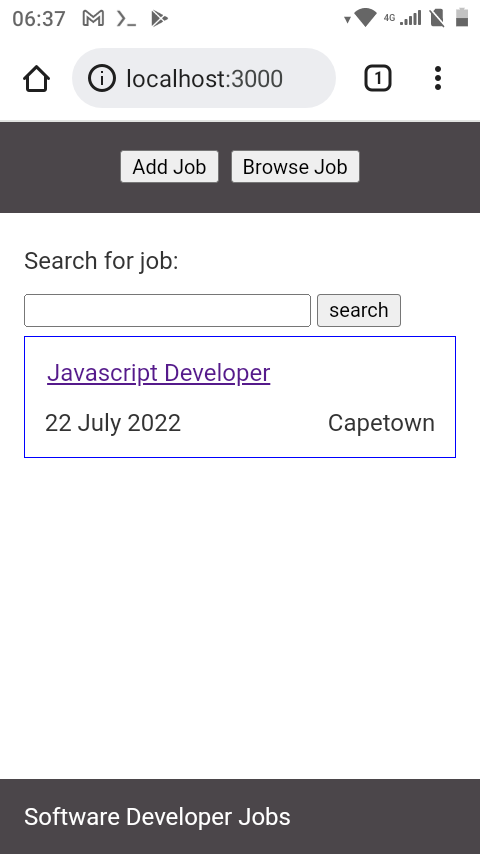 06:37 4G
localhost:3000 1
Add Job Browse Job
Search for job:
search
Javascript Developer
22 July 2022 Capetown
Software Developer Jobs